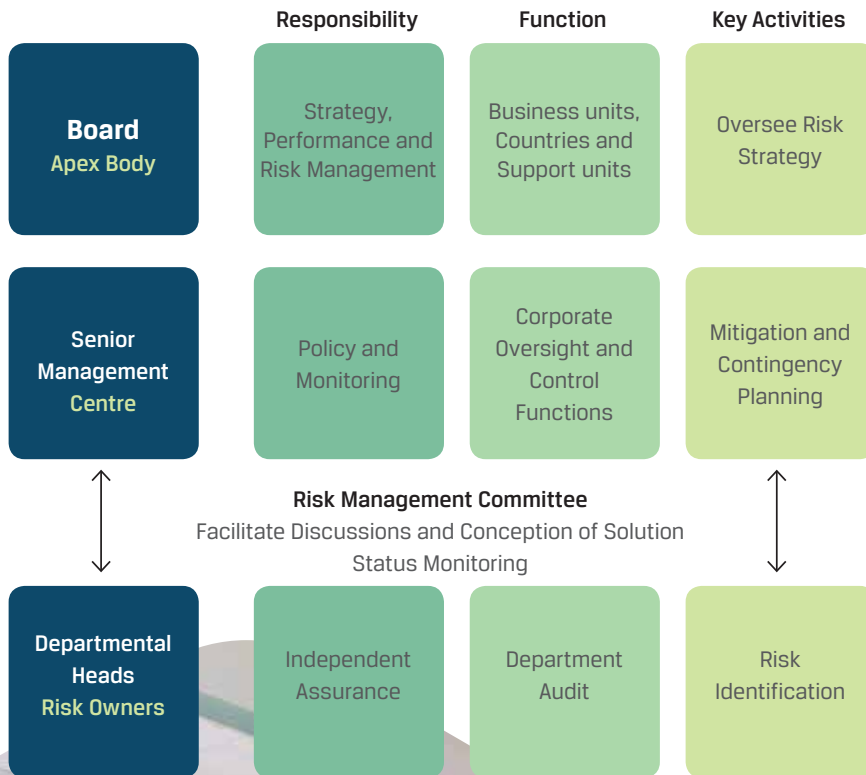 Responsibility
Function
Key Activities
Board
Apex Body
Strategy,
Performance and
Risk Management
Business units,
Countries and
Support units
Oversee Risk
Strategy
Senior
Management
Centre
Policy and
Monitoring
Corporate
Oversight and
Control
Functions
Mitigation and
Contingency
Planning
Risk Management Committee
Facilitate Discussions and Conception of Solution
Status Monitoring
Departmental
Heads
Risk Owners
Independent
Assurance
Department
Audit
Risk
Identification